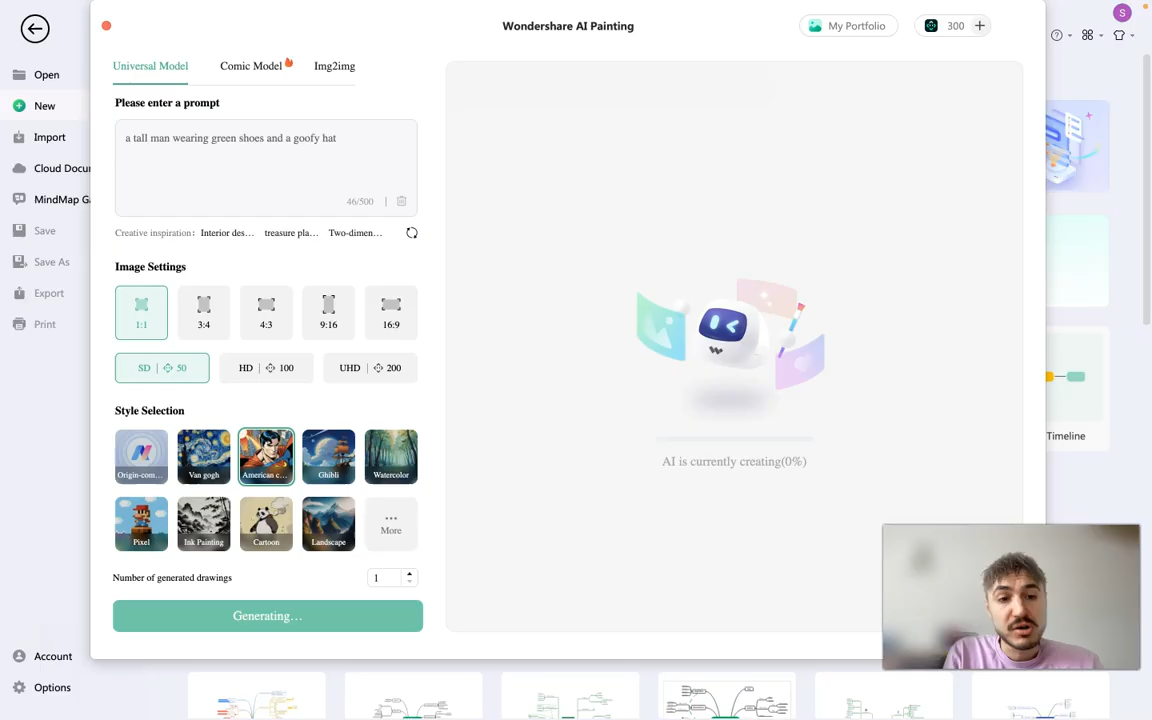 Wondershare AI Painting
My Portfolio
300
S
Open
New
Import
Cloud Docu
MindMap Ga
Save
Save As
Export
Print
Account
Options
Universal Model
Comic Model
Img2img
Please enter a prompt
a tall man wearing green shoes and a goofy hat
46/500
Creative inspiration: Interior des... treasure pla... Two-dimen...
Image Settings
1:1 3:4 4:3 9:16 16:9
SD 50 HD 100 UHD 200
Style Selection
Origin-com... Van gogh American c... Ghibli Watercolor
Pixel Ink Painting Cartoon Landscape More
Number of generated drawings 1
Generating...
AI is currently creating(0%)
Timeline